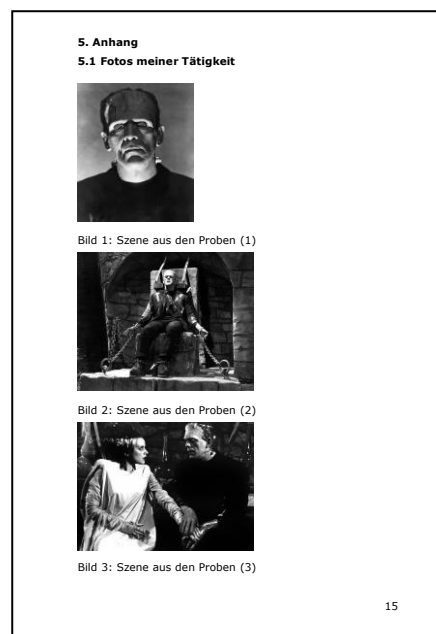 5. Anhang
5.1 Fotos meiner Tätigkeit
Bild 1: Szene aus den Proben (1)
Bild 2: Szene aus den Proben (2)
Bild 3: Szene aus den Proben (3)
15